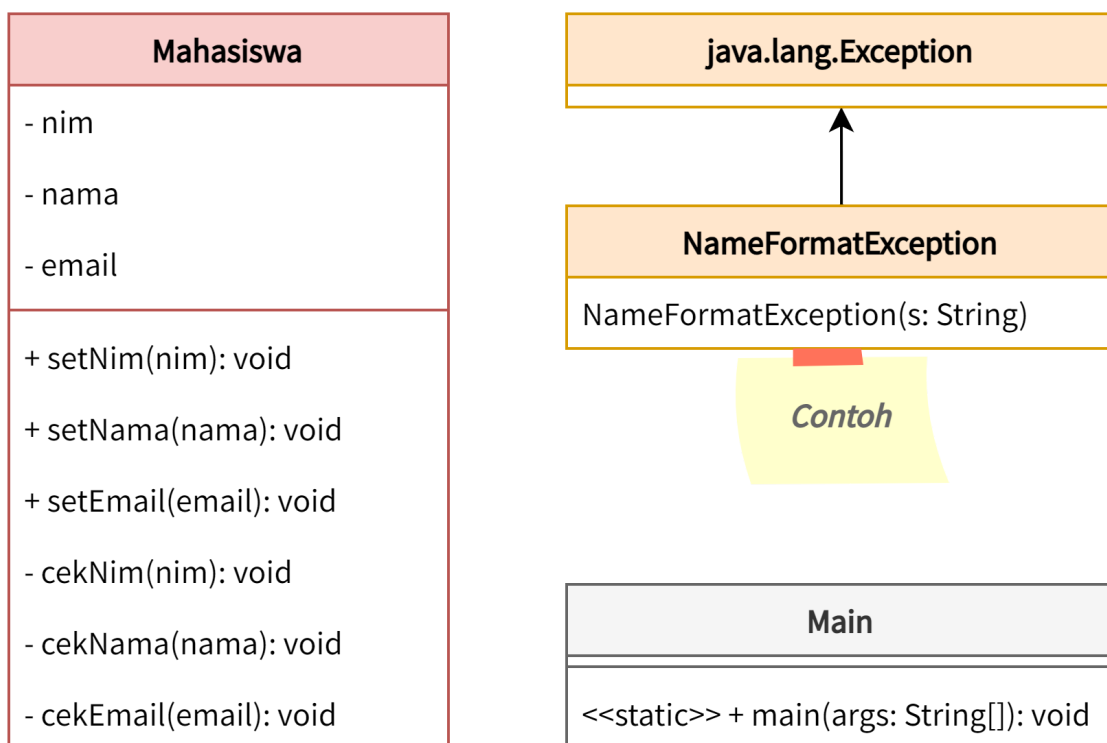 Mahasiswa
- nim
- nama
- email
+ setNim(nim): void
+ setNama(nama): void
+ setEmail(email): void
- cekNim(nim): void
- cekNama(nama): void
- cekEmail(email): void
java.lang.Exception
NameFormatException
NameFormatException(s: String)
Contoh
Main
<<static>> + main(args: String[]): void